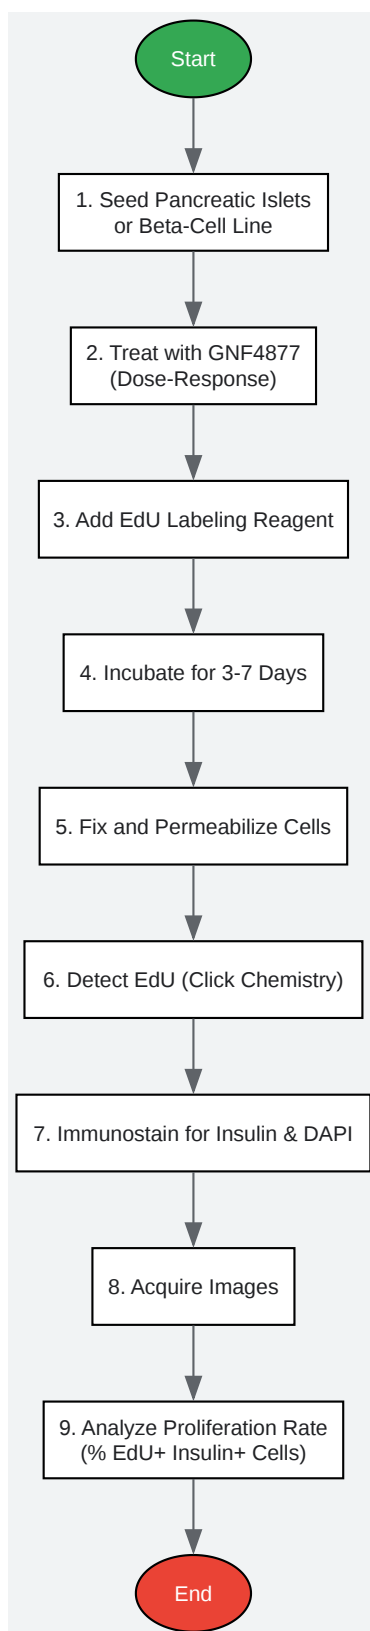 Start
1. Seed Pancreatic Islets
or Beta-Cell Line
2. Treat with GNF4877
(Dose-Response)
3. Add EdU Labeling Reagent
4. Incubate for 3-7 Days
5. Fix and Permeabilize Cells
6. Detect EdU (Click Chemistry)
7. Immunostain for Insulin & DAPI
8. Acquire Images
9. Analyze Proliferation Rate
(% EdU+ Insulin+ Cells)
End